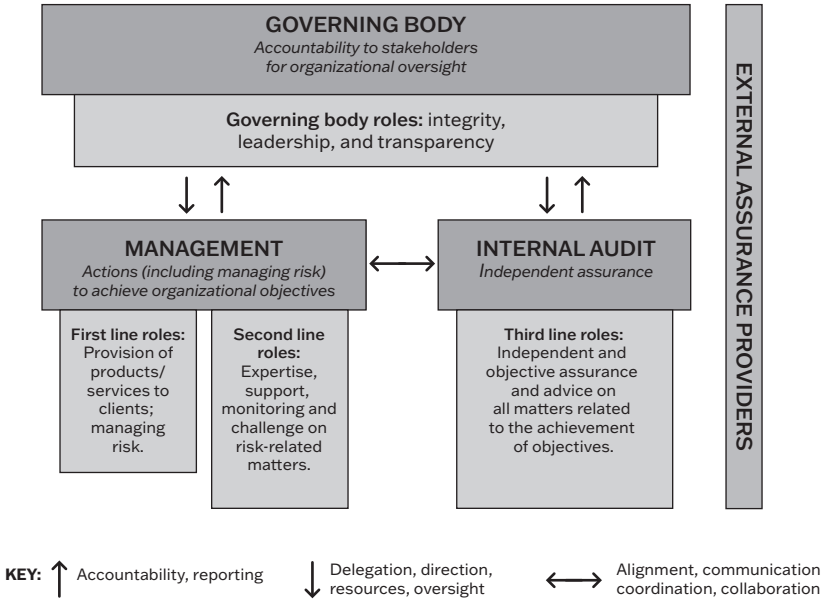 GOVERNING BODY
Accountability to stakeholders
for organizational oversight
Governing body roles: integrity,
leadership, and transparency
MANAGEMENT
Actions (including managing risk)
to achieve organizational objectives
INTERNAL AUDIT
Independent assurance
First line roles:
Provision of
products/
services to
clients;
managing
risk.
Second line
roles:
Expertise,
support,
monitoring and
challenge on
risk-related
matters.
Third line roles:
Independent and
objective assurance
and advice on
all matters related
to the achievement
of objectives.
EXTERNAL ASSURANCE PROVIDERS
KEY:
Accountability, reporting
Delegation, direction,
resources, oversight
Alignment, communication
coordination, collaboration